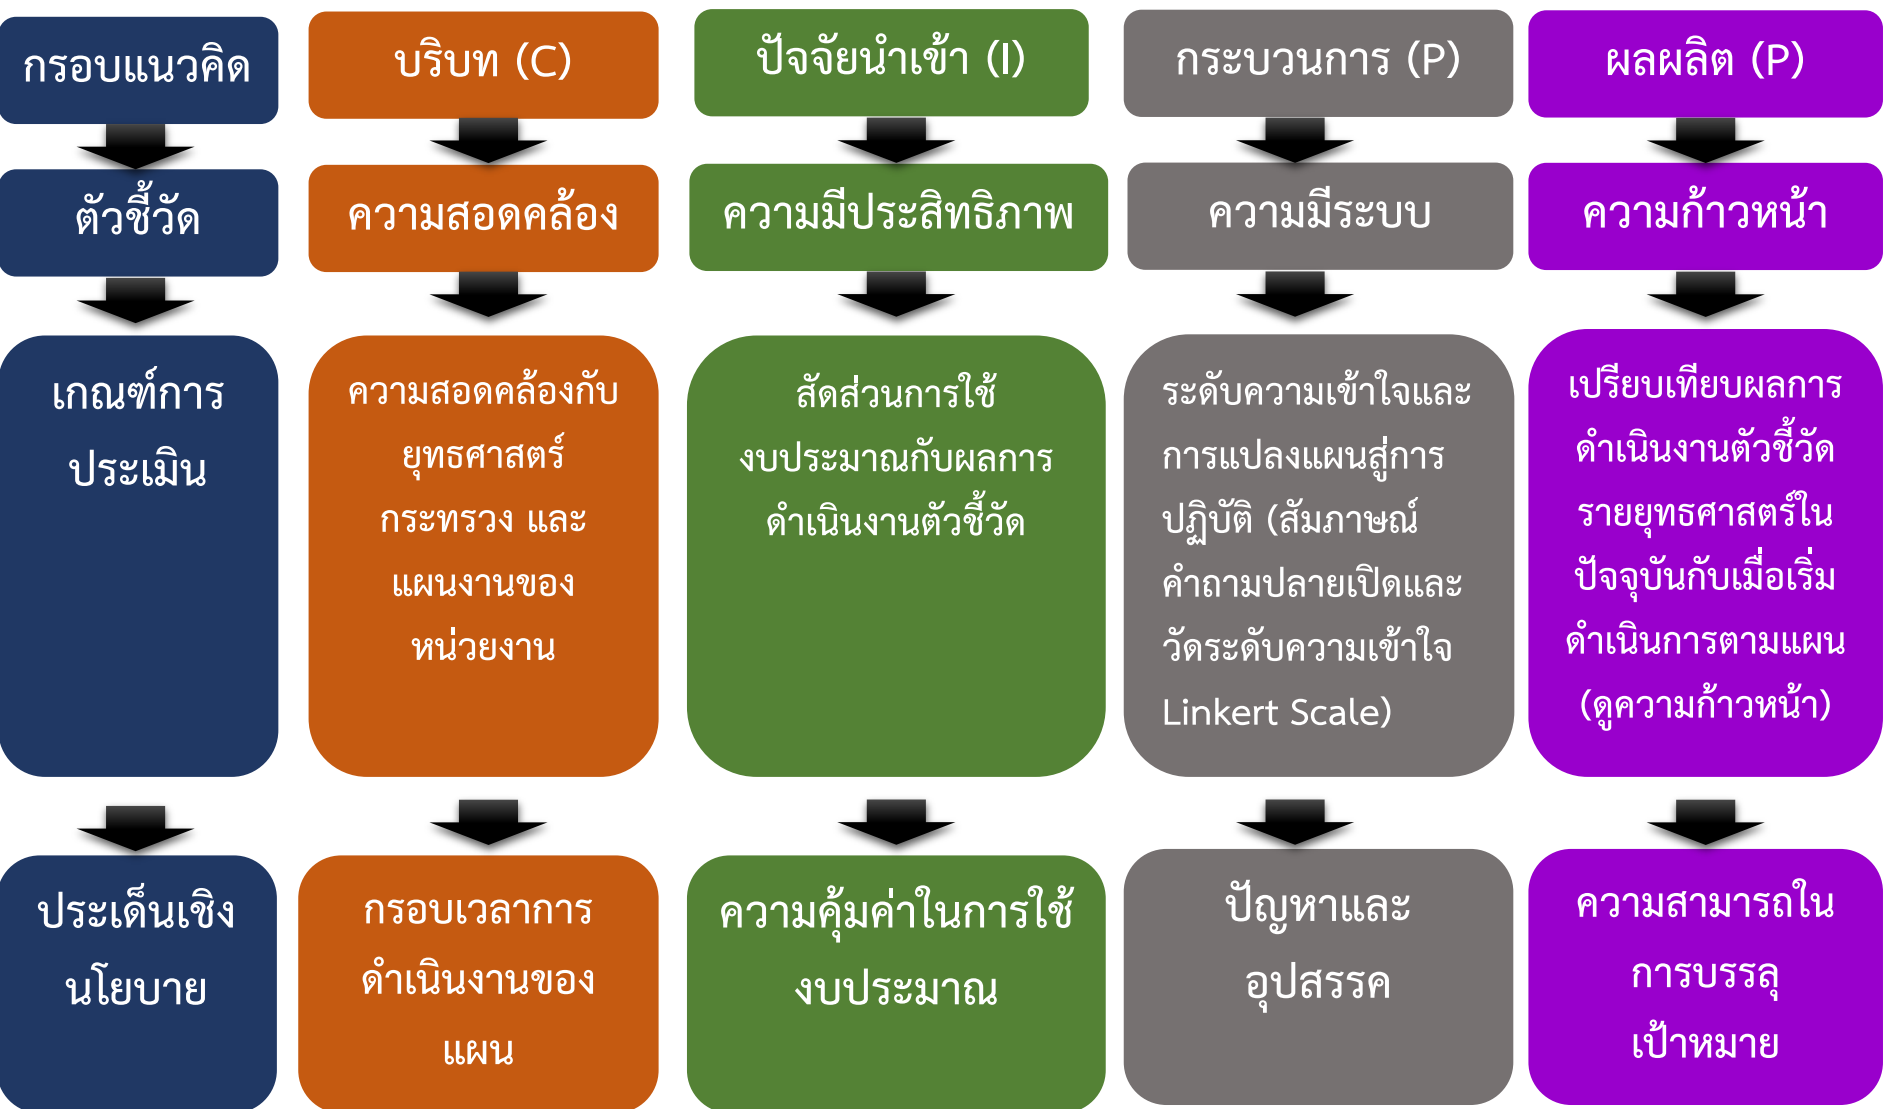 กรอบแนวคิด
บริบท (C)
ปัจจัยนำเข้า (I)
กระบวนการ (P)
ผลผลิต (P)
ตัวชี้วัด
ความสอดคล้อง
ความมีประสิทธิภาพ
ความมีระบบ
ความก้าวหน้า
เกณฑ์การ
ประเมิน
ความสอดคล้องกับ
ยุทธศาสตร์
กระทรวง และ
แผนงานของ
หน่วยงาน
สัดส่วนการใช้
งบประมาณกับผลการ
ดำเนินงานตัวชี้วัด
ระดับความเข้าใจและ
การแปลงแผนสู่การ
ปฏิบัติ (สัมภาษณ์
คำถามปลายเปิดและ
วัดระดับความเข้าใจ
Linkert Scale)
เปรียบเทียบผลการ
ดำเนินงานตัวชี้วัด
รายยุทธศาสตร์ใน
ปัจจุบันกับเมื่อเริ่ม
ดำเนินการตามแผน
(ดูความก้าวหน้า)
ประเด็นเชิง
นโยบาย
กรอบเวลาการ
ดำเนินงานของ
แผน
ความคุ้มค่าในการใช้
งบประมาณ
ปัญหาและ
อุปสรรค
ความสามารถใน
การบรรลุ
เป้าหมาย